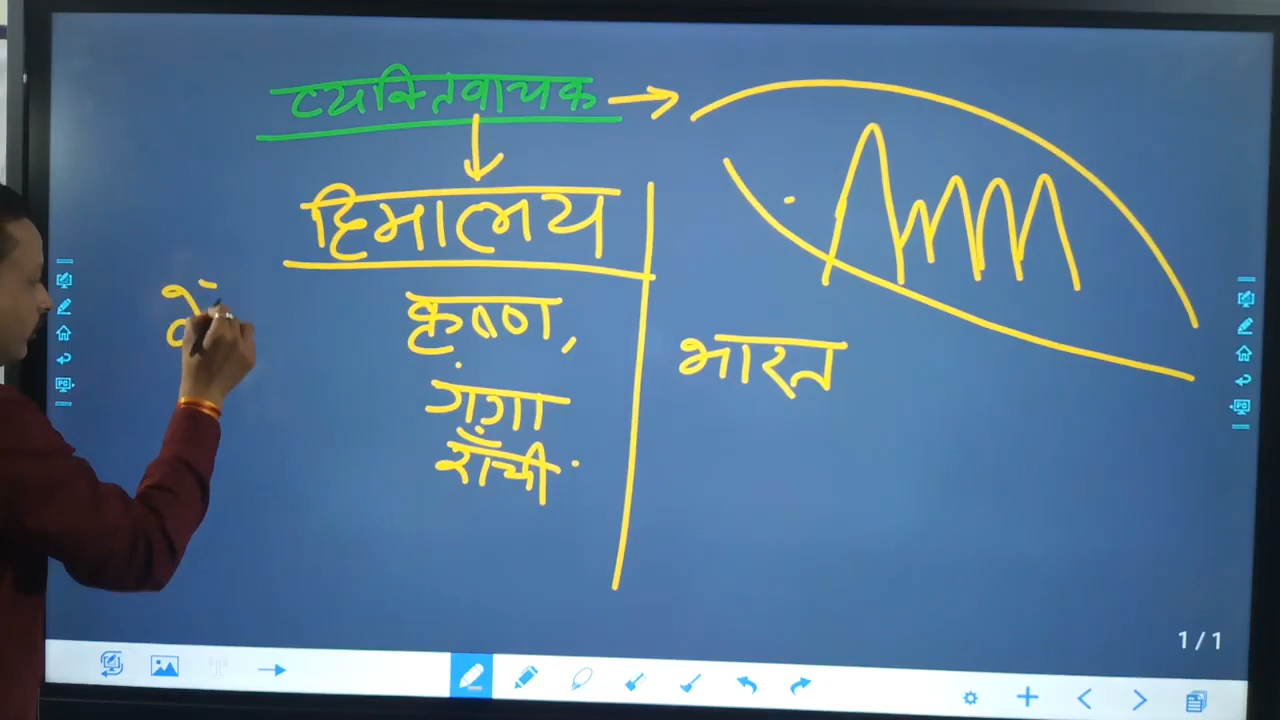 व्यक्तिवाचक
हिमालय
कृष्ण,
गंगा
राँची
भारत
1/1